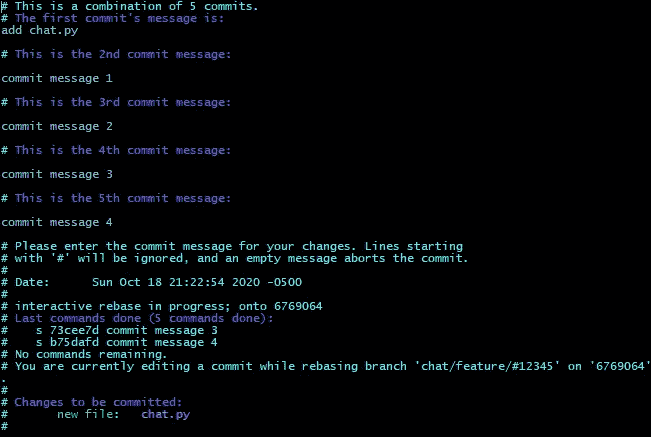 # This is a combination of 5 commits.
# The first commit's message is:
add chat.py
# This is the 2nd commit message:
commit message 1
# This is the 3rd commit message:
commit message 2
# This is the 4th commit message:
commit message 3
# This is the 5th commit message:
commit message 4
# Please enter the commit message for your changes. Lines starting
# with '#' will be ignored, and an empty message aborts the commit.
#
# Date:      Sun Oct 18 21:22:54 2020 -0500
#
# interactive rebase in progress; onto 6769064
# Last commands done (5 commands done):
#    s 73cee7d commit message 3
#    s b75dafd commit message 4
# No commands remaining.
# You are currently editing a commit while rebasing branch 'chat/feature/#12345' on '6769064'
.
#
# Changes to be committed:
#       new file:   chat.py
#